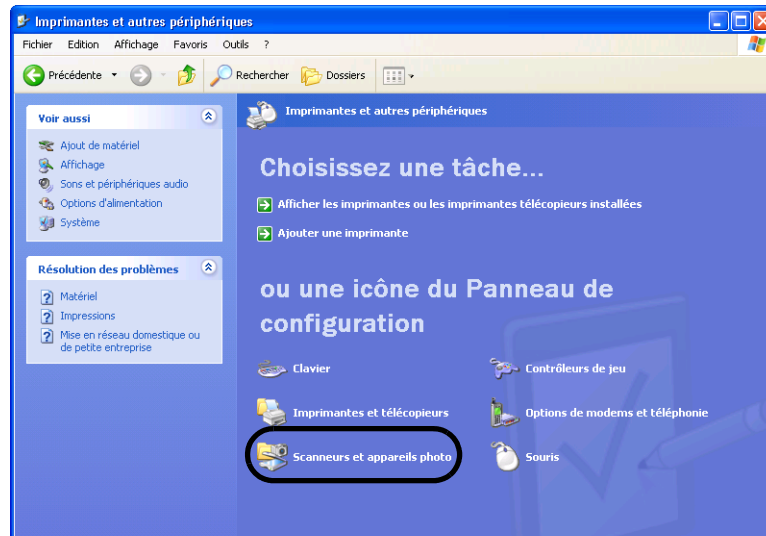 Imprimantes et autres périphériques
Fichier Edition Affichage Favoris Outils ?
Précédente Rechercher Dossiers
Voir aussi
Ajout de matériel
Affichage
Sons et périphériques audio
Options d'alimentation
Système
Résolution des problèmes
Matériel
Impressions
Mise en réseau domestique ou
de petite entreprise
Imprimantes et autres périphériques
Choisissez une tâche...
Afficher les imprimantes ou les imprimantes télécopieurs installées
Ajouter une imprimante
ou une icône du Panneau de
configuration
Clavier
Contrôleurs de jeu
Imprimantes et télécopieurs
Options de modems et téléphonie
Scanneurs et appareils photo
Souris